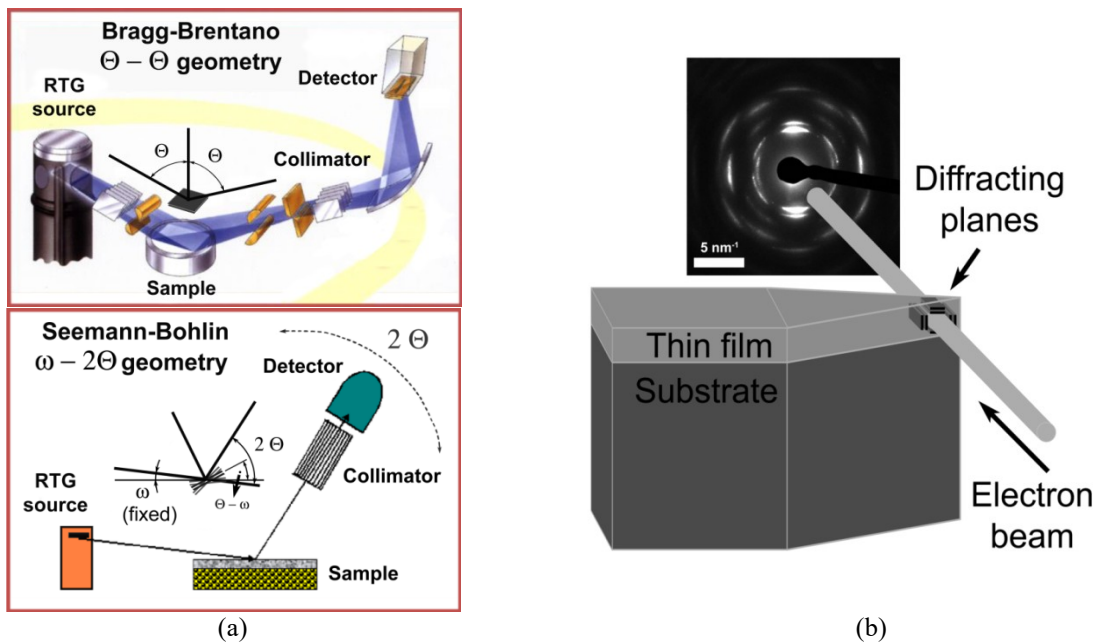 Bragg-Brentano
Θ – Θ geometry
RTG
source
Detector
Θ
Θ
Collimator
Sample
Seemann-Bohlin
ω – 2Θ geometry
2 Θ
Detector
2 Θ
Collimator
ω
(fixed)
Θ – ω
RTG
source
Sample
(a)
5 nm⁻¹
Diffracting
planes
Thin film
Substrate
Electron
beam
(b)